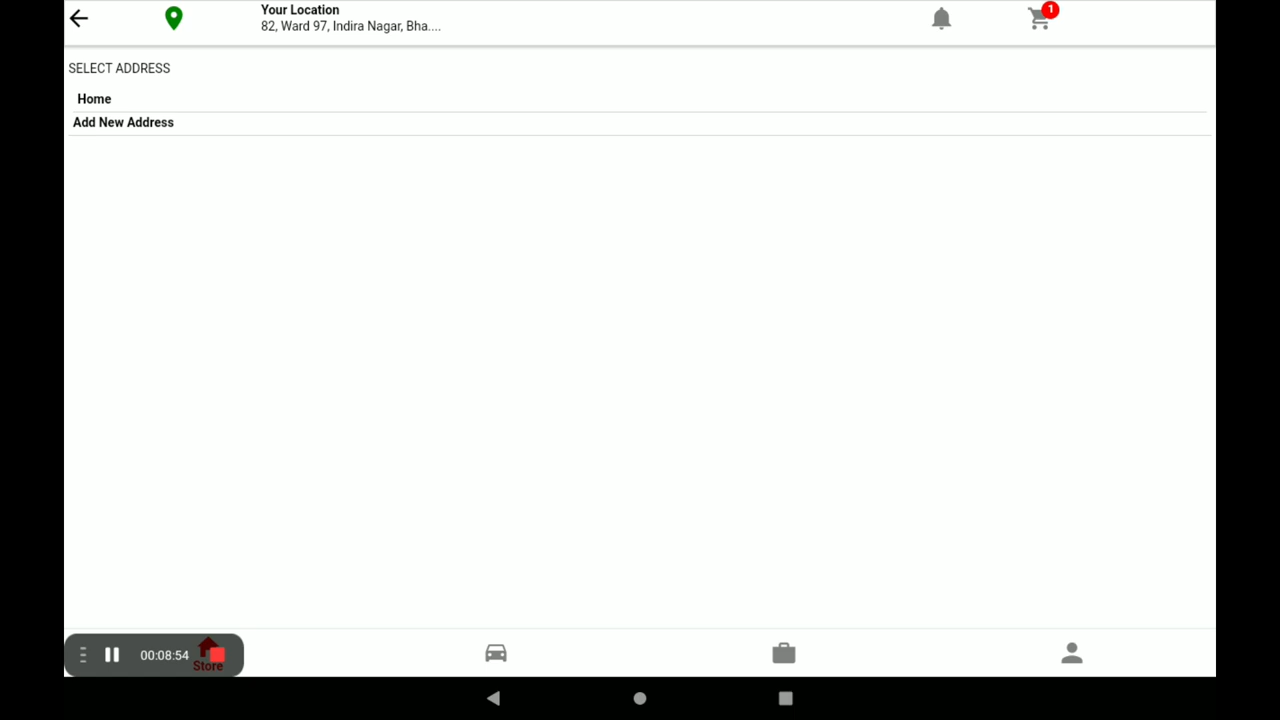 Your Location
82, Ward 97, Indira Nagar, Bha....
1
SELECT ADDRESS
Home
Add New Address
00:08:54
Store